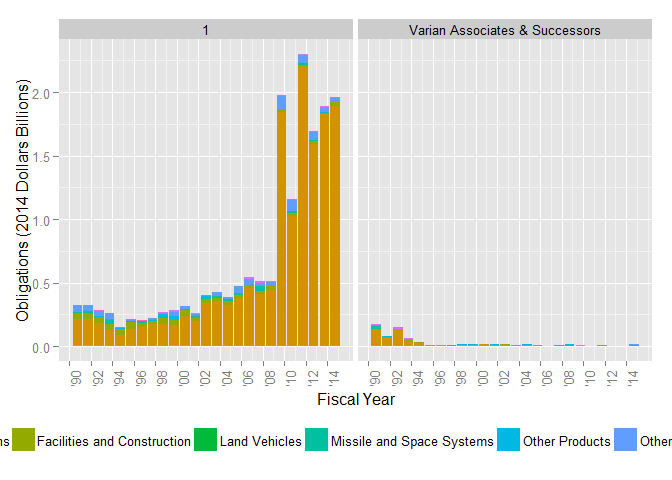 1
Varian Associates & Successors
Obligations (2014 Dollars Billions)
2.0
1.5
1.0
0.5
0.0
'90 '92 '94 '96 '98 '00 '02 '04 '06 '08 '10 '12 '14
'90 '92 '94 '96 '98 '00 '02 '04 '06 '08 '10 '12 '14
Fiscal Year
ns Facilities and Construction Land Vehicles Missile and Space Systems Other Products Other